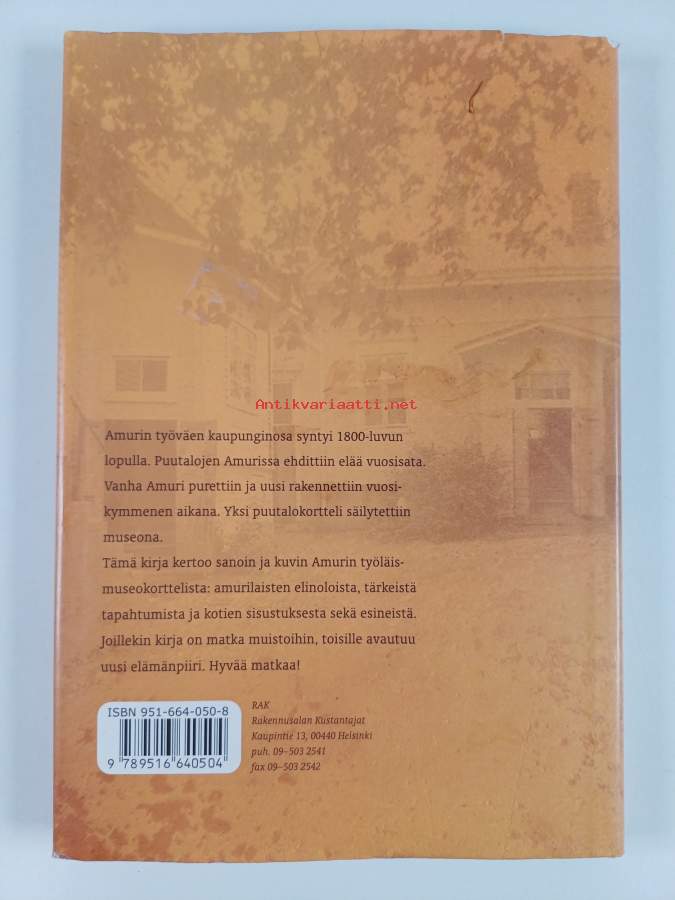 Antikvariaatti.net
Amurin työväen kaupunginosa syntyi 1800-luvun
lopulla. Puutalojen Amurissa ehdittiin elää vuosisata.
Vanha Amuri purettiin ja uusi rakennettiin vuosi-
kymmenen aikana. Yksi puutalokortteli säilytettiin
museona.
Tämä kirja kertoo sanoin ja kuvin Amurin työläis-
museokorttelista: amurilaisten elinoloista, tärkeistä
tapahtumista ja kotien sisustuksesta sekä esineistä.
Joillekin kirja on matka muistoihin, toisille avautuu
uusi elämänpiiri. Hyvää matkaa!
ISBN 951-664-050-8
9 789516 640504
RAK
Rakennusalan Kustantajat
Kaupintie 13, 00440 Helsinki
puh. 09–503 2541
fax 09–503 2542